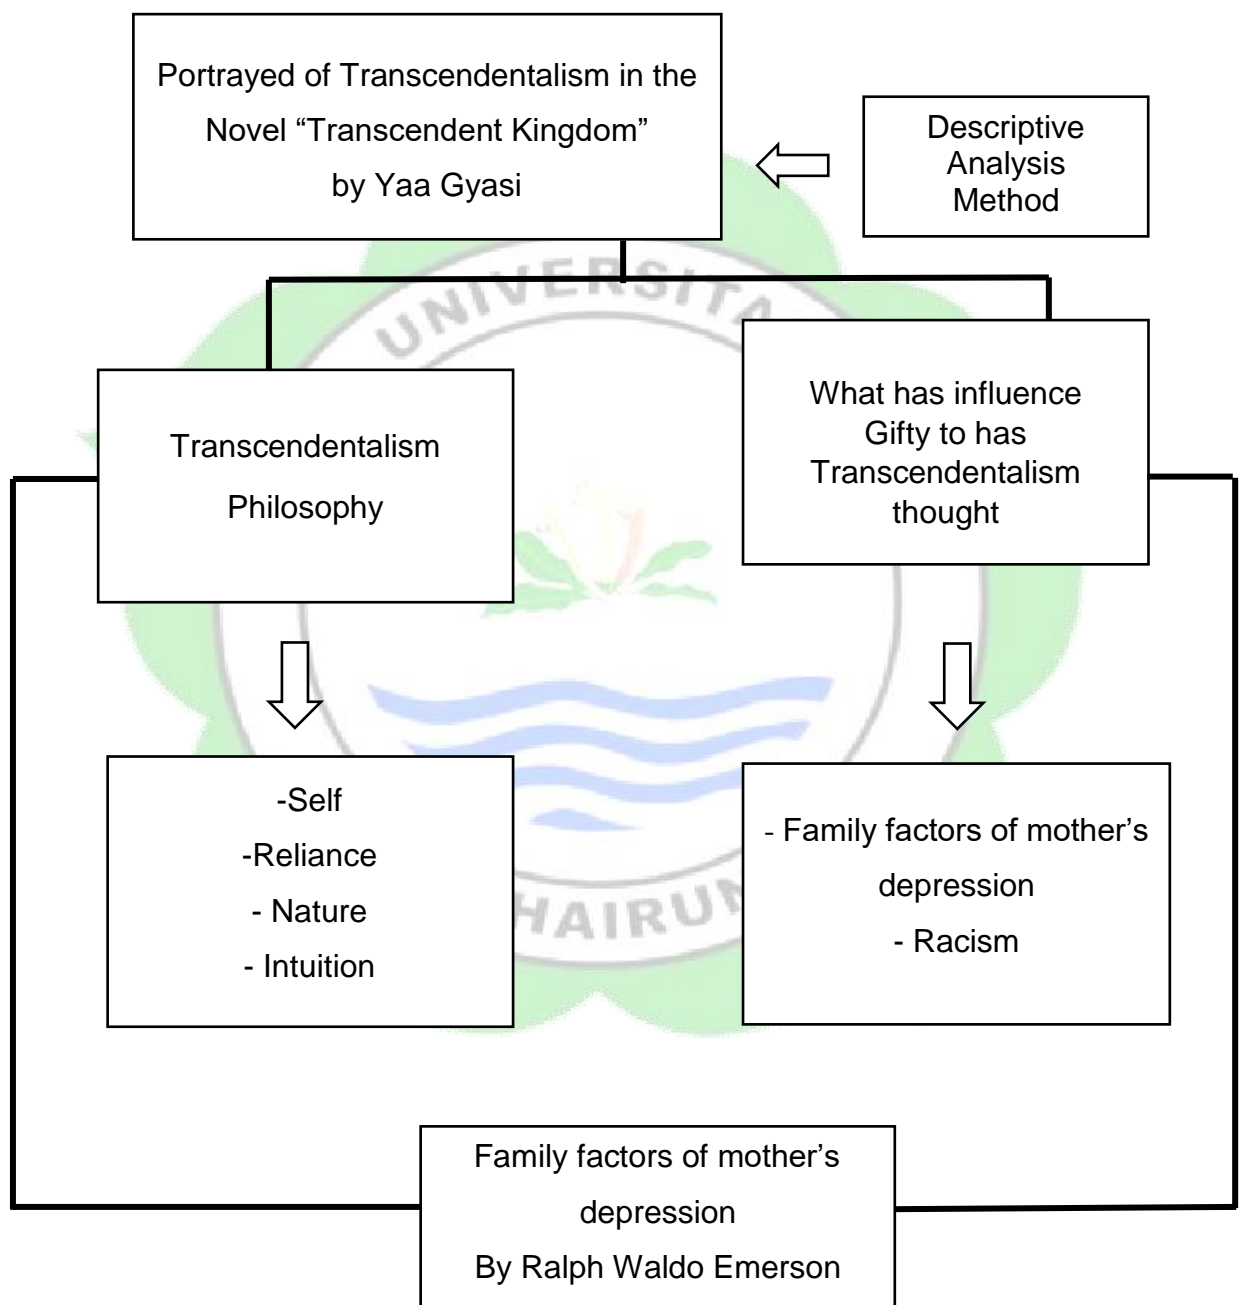 Portrayed of Transcendentalism in the
Novel “Transcendent Kingdom”
by Yaa Gyasi
Descriptive
Analysis
Method
UNIVERSITA
Transcendentalism
Philosophy
What has influence
Gifty to has
Transcendentalism
thought
-Self
-Reliance
- Nature
- Intuition
- Family factors of mother’s
depression
- Racism
HAIRUN
Family factors of mother’s
depression
By Ralph Waldo Emerson